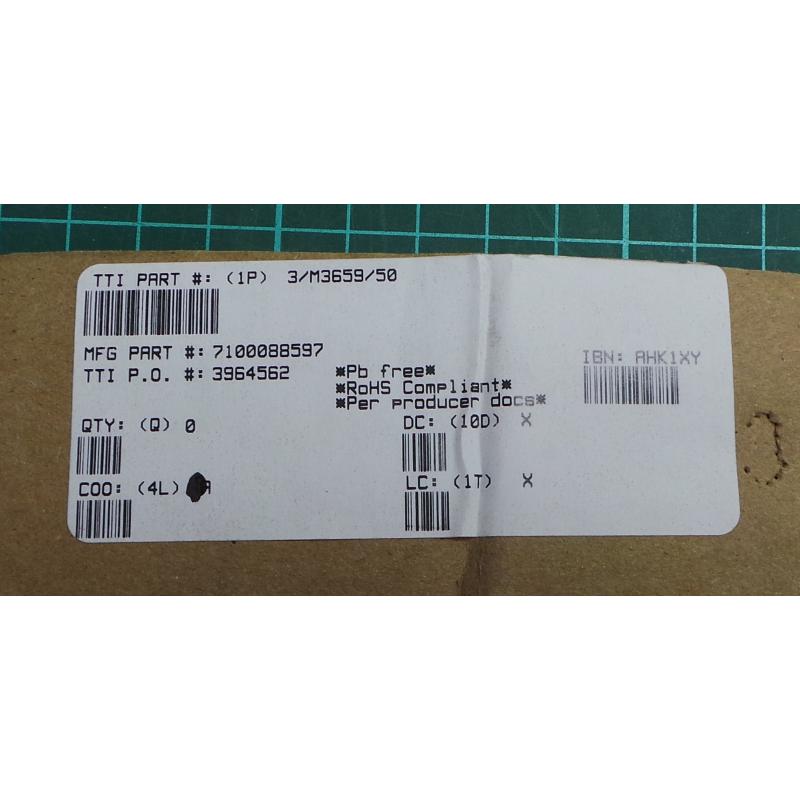 TTI PART #: (1P) 3/M3659/50
MFG PART #: 7100088597
TTI P.O. #: 3964562
*Pb free*
*RoHS Compliant*
*Per producer docs*
IBN: AHK1XY
QTY: (Q) 0
DC: (10D) X
COO: (4L)
LC: (1T) X